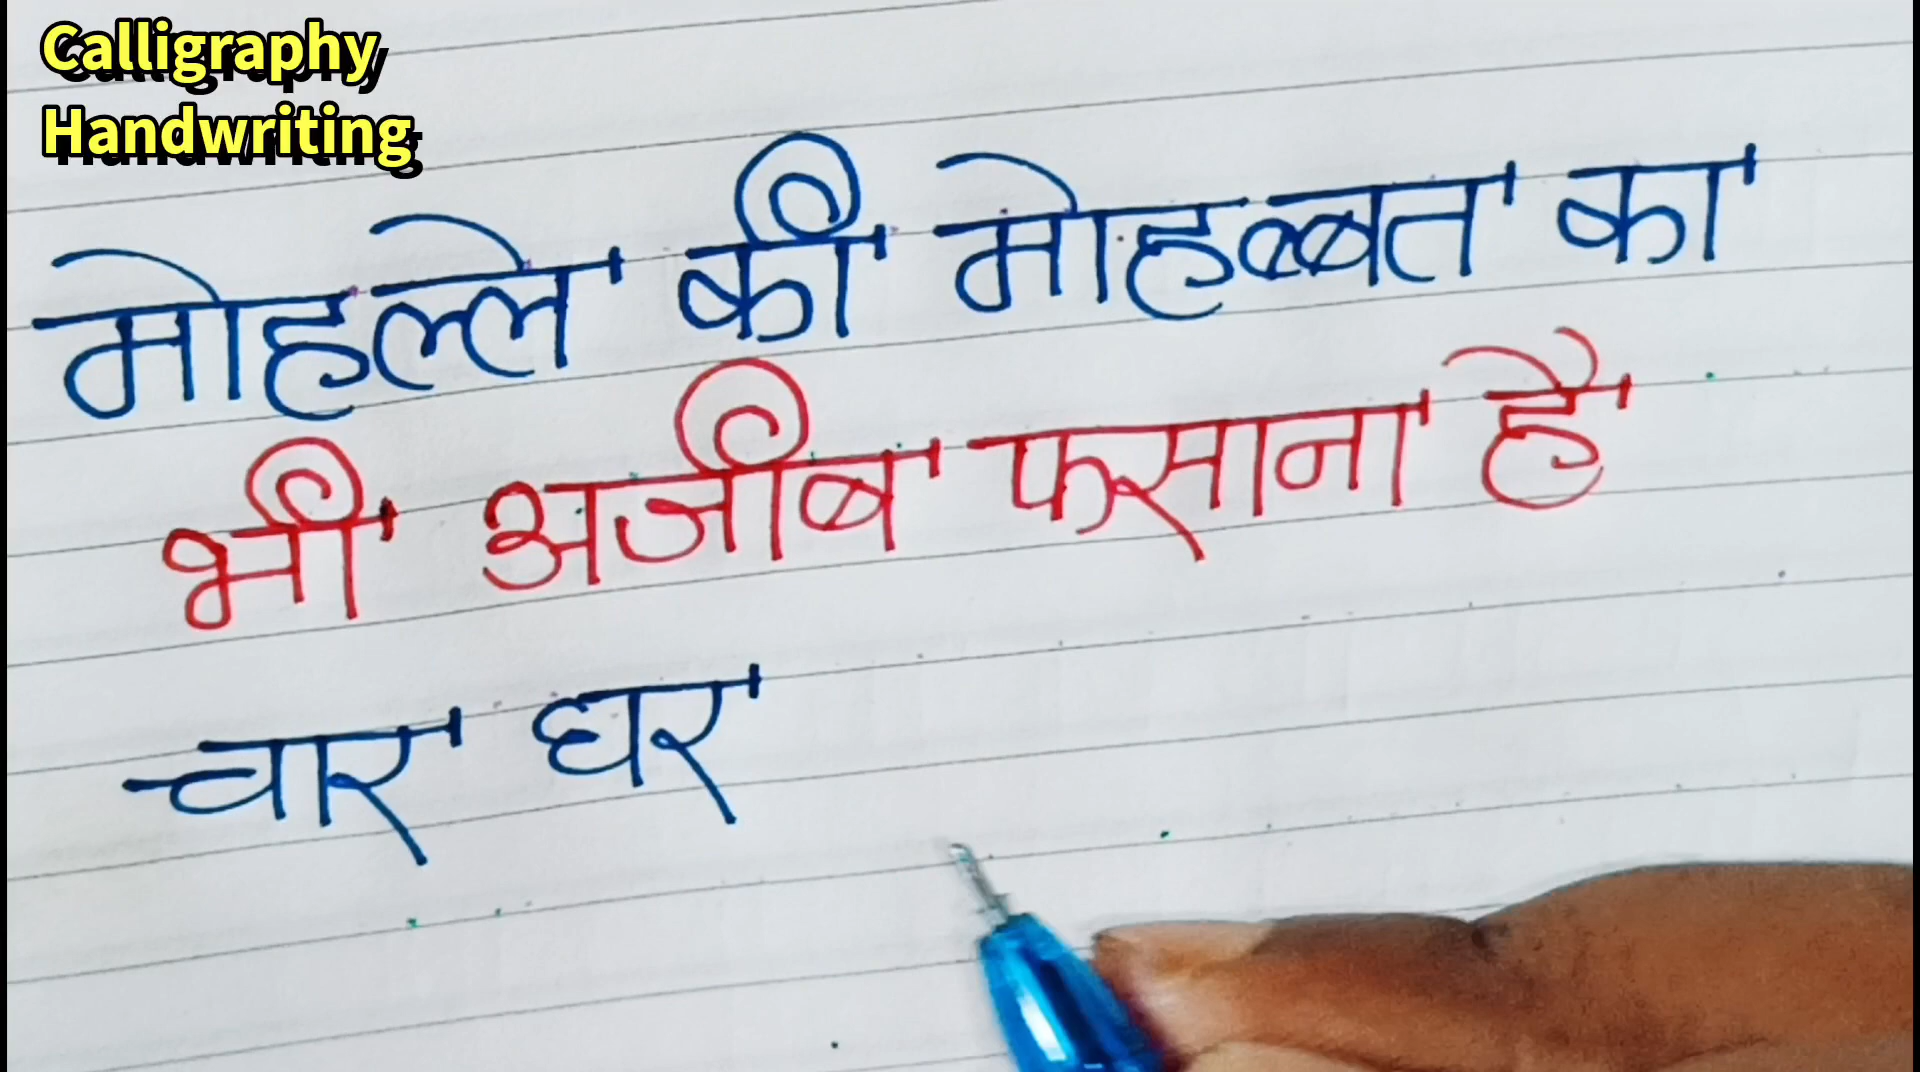 Calligraphy
Handwriting
मोहल्ले की मोहब्बत का
भी अजीब फसाना है
चार घर